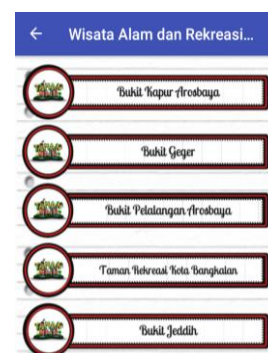 Wisata Alam dan Rekreasi...
Bukit Kapur Arosbaya
Bukit Geger
Bukit Pelalangan Arosbaya
Taman Rekreasi Kota Bangkalan
Bukit Jeddih